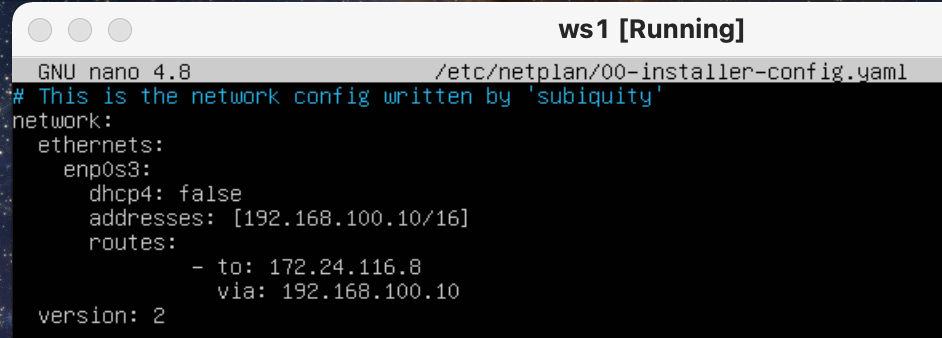 ws1 [Running]
GNU nano 4.8 /etc/netplan/00-installer-config.yaml
# This is the network config written by 'subiquity'
network:
  ethernets:
    enp0s3:
      dhcp4: false
      addresses: [192.168.100.10/16]
      routes:
              - to: 172.24.116.8
                via: 192.168.100.10
  version: 2